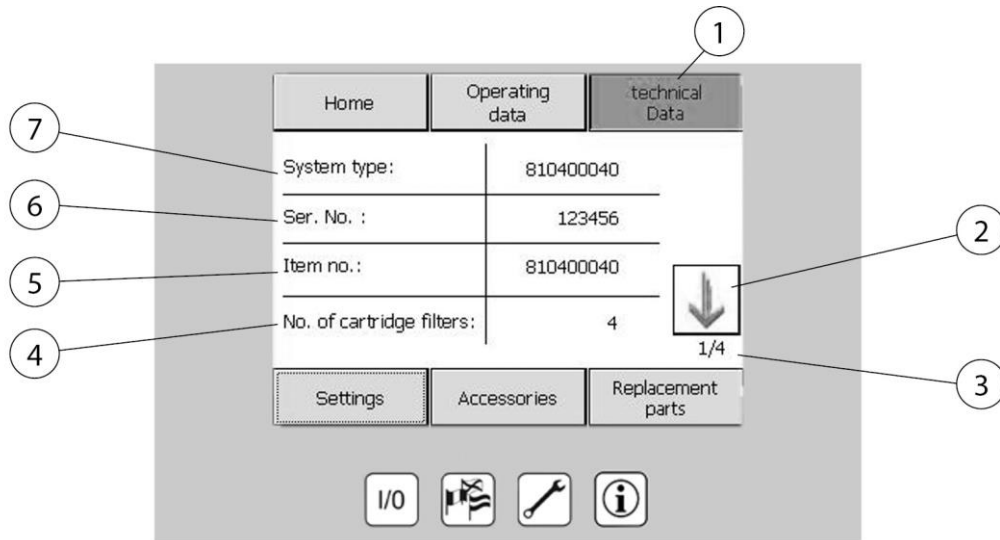 1
Home
Operating
data
technical
Data
7
System type:
810400040
6
Ser. No. :
123456
2
5
Item no.:
810400040
4
No. of cartridge filters:
4
1/4
3
Settings
Accessories
Replacement
parts
I/0
i